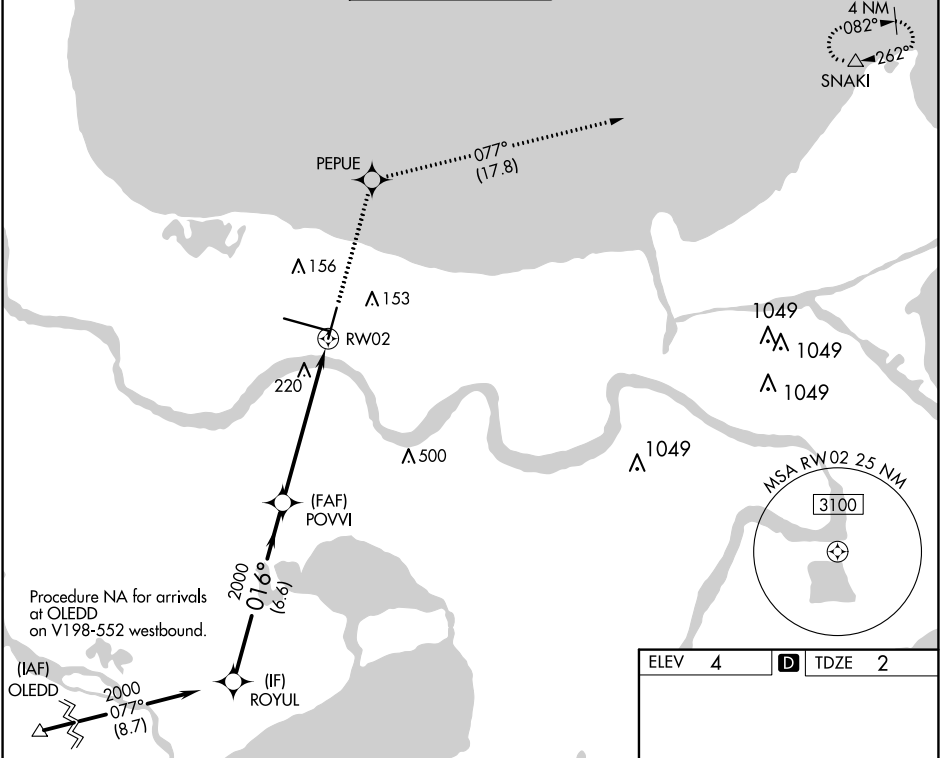 4 NM
082°
262°
SNAKI
PEPUE
077°
(17.8)
156
153
RW02
220
1049
1049
1049
500
1049
MSA RW02 25 NM
3100
(FAF)
POVVI
2000
016°
(6.6)
Procedure NA for arrivals
at OLEDD
on V198-552 westbound.
(IAF)
OLEDD
2000
077°
(8.7)
(IF)
ROYUL
ELEV 4 D TDZE 2